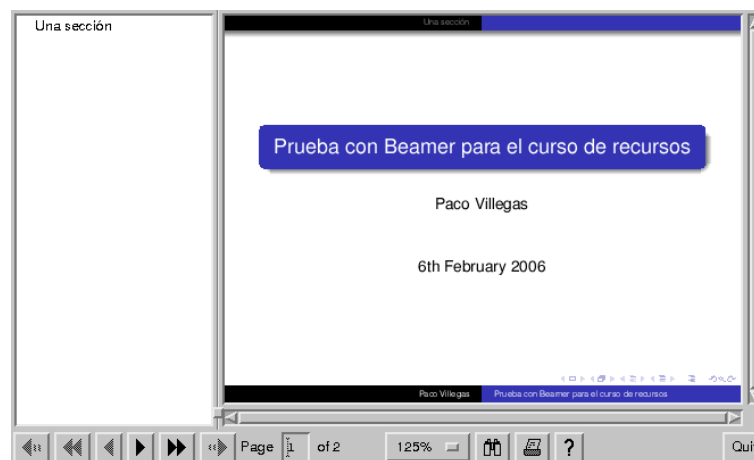 Una sección
Una sección
Prueba con Beamer para el curso de recursos
Paco Villegas
6th February 2006
Paco Villegas Prueba con Beamer para el curso de recursos
Page 1 of 2 125% ? Qui